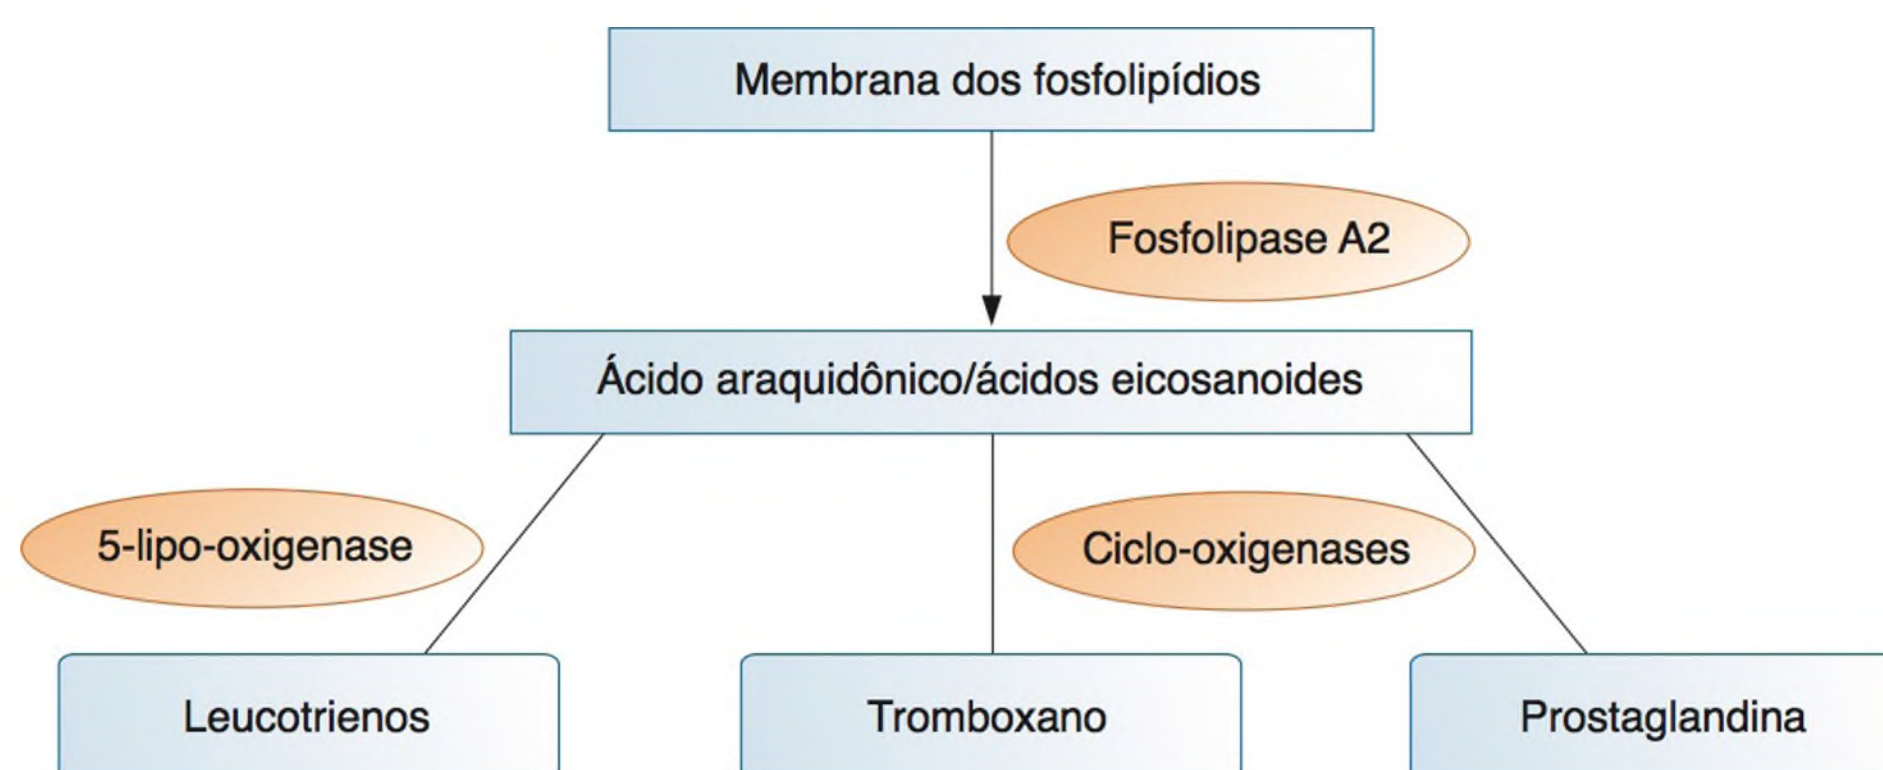 Membrana dos fosfolipídios
Fosfolipase A2
Ácido araquidônico/ácidos eicosanoides
5-lipo-oxigenase
Ciclo-oxigenases
Leucotrienos
Tromboxano
Prostaglandina